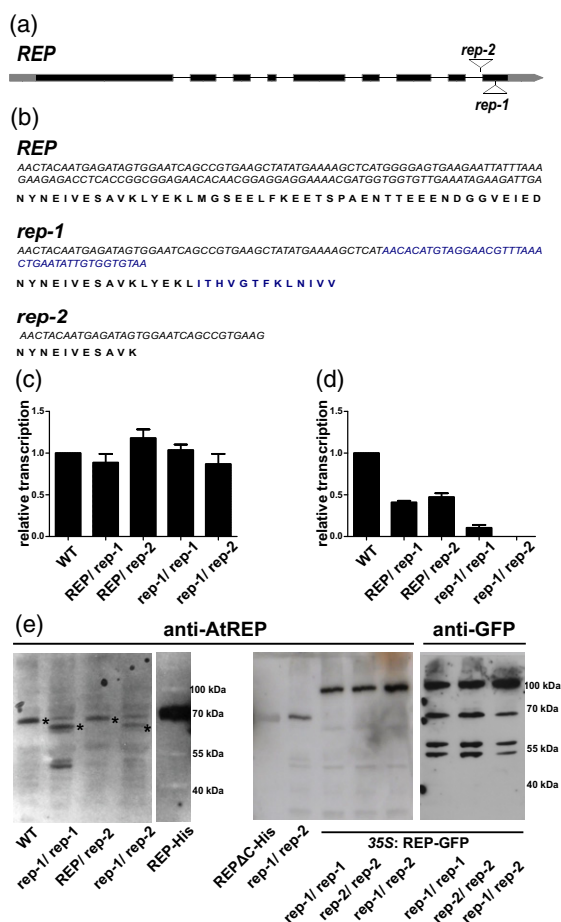 (a)
REP
rep-2
rep-1
(b)
REP
AACTACAATGAGATAGTGGAATCAGCCGTGAAGCTATATGAAAAGCTCATGGGGAGTGAAGAATTATTTAAA
GAAGAGACCTCACCGGCGGAGAACACAACGGAGGAGGAAAACGATGGTGGTGTTGAAATAGAAGATTGA
N Y N E I V E S A V K L Y E K L M G S E E L F K E E T S P A E N T T E E E N D G G V E I E D
rep-1
AACTACAATGAGATAGTGGAATCAGCCGTGAAGCTATATGAAAAGCTCATAACACATGTAGGAACGTTTAAA
CTGAATATTGTGGTGTAA
N Y N E I V E S A V K L Y E K L I T H V G T F K L N I V V
rep-2
AACTACAATGAGATAGTGGAATCAGCCGTGAAG
N Y N E I V E S A V K
(c)
(d)
relative transcription
1.5
1.0
0.5
0.0
WT
REP/ rep-1
REP/ rep-2
rep-1/ rep-1
rep-1/ rep-2
relative transcription
1.5
1.0
0.5
0.0
WT
REP/ rep-1
REP/ rep-2
rep-1/ rep-1
rep-1/ rep-2
(e)
anti-AtREP
anti-GFP
100 kDa
70 kDa
55 kDa
40 kDa
100 kDa
70 kDa
55 kDa
40 kDa
* * * *
WT
rep-1/ rep-1
REP/ rep-2
rep-1/ rep-2
REP-His
REPΔC-His
rep-1/ rep-2
35S: REP-GFP
rep-1/ rep-1
rep-2/ rep-2
rep-1/ rep-2
rep-1/ rep-1
rep-2/ rep-2
rep-1/ rep-2